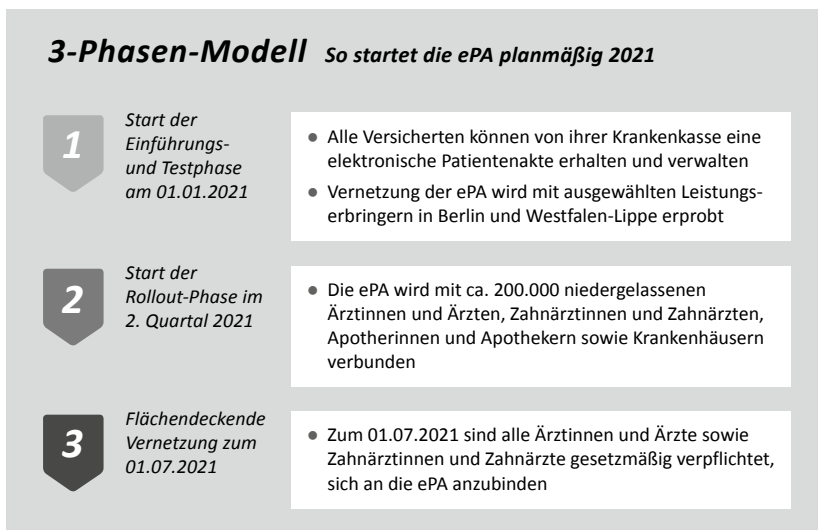 3-Phasen-Modell So startet die ePA planmäßig 2021
1
Start der
Einführungs-
und Testphase
am 01.01.2021
● Alle Versicherten können von ihrer Krankenkasse eine
elektronische Patientenakte erhalten und verwalten
● Vernetzung der ePA wird mit ausgewählten Leistungs-
erbringern in Berlin und Westfalen-Lippe erprobt
2
Start der
Rollout-Phase im
2. Quartal 2021
● Die ePA wird mit ca. 200.000 niedergelassenen
Ärztinnen und Ärzten, Zahnärztinnen und Zahnärzten,
Apotherinnen und Apothekern sowie Krankenhäusern
verbunden
3
Flächendeckende
Vernetzung zum
01.07.2021
● Zum 01.07.2021 sind alle Ärztinnen und Ärzte sowie
Zahnärztinnen und Zahnärzte gesetzmäßig verpflichtet,
sich an die ePA anzubinden